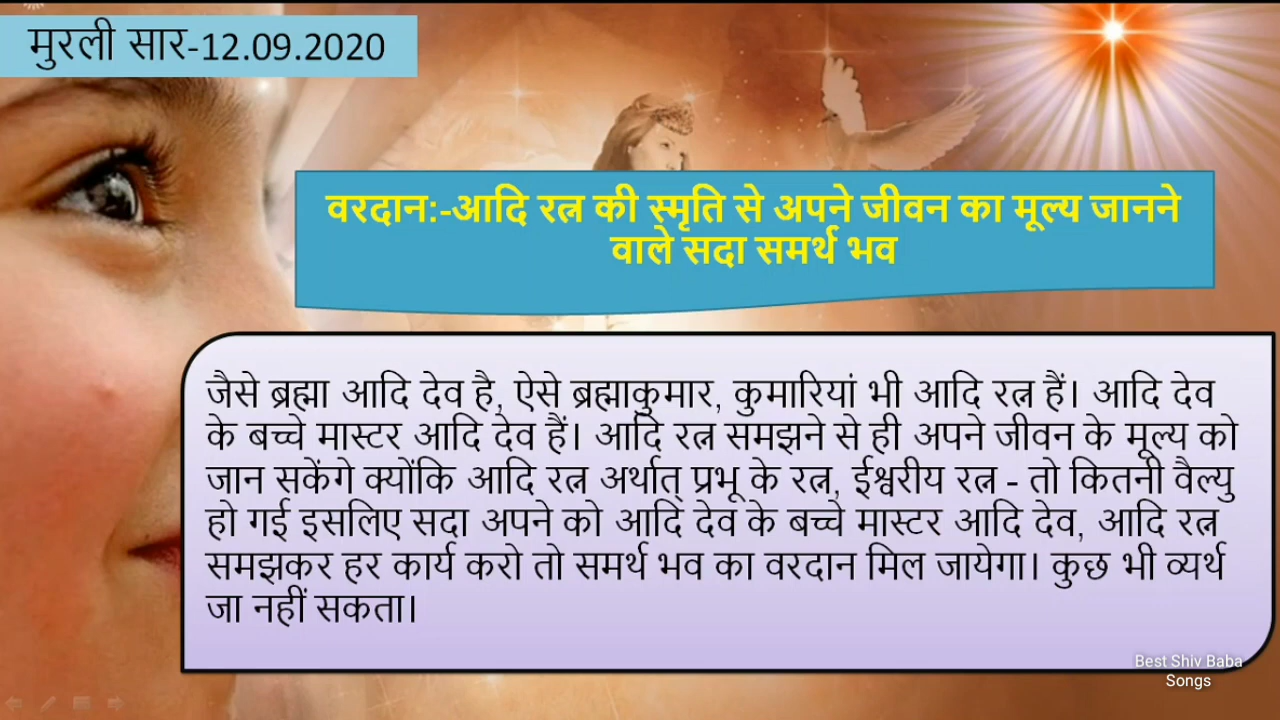 मुरली सार-12.09.2020
वरदान:-आदि रत्न की स्मृति से अपने जीवन का मूल्य जानने
वाले सदा समर्थ भव
जैसे ब्रह्मा आदि देव है, ऐसे ब्रह्माकुमार, कुमारियां भी आदि रत्न हैं। आदि देव
के बच्चे मास्टर आदि देव हैं। आदि रत्न समझने से ही अपने जीवन के मूल्य को
जान सकेंगे क्योंकि आदि रत्न अर्थात् प्रभू के रत्न, ईश्वरीय रत्न - तो कितनी वैल्यु
हो गई इसलिए सदा अपने को आदि देव के बच्चे मास्टर आदि देव, आदि रत्न
समझकर हर कार्य करो तो समर्थ भव का वरदान मिल जायेगा। कुछ भी व्यर्थ
जा नहीं सकता।
Best Shiv Baba
Songs